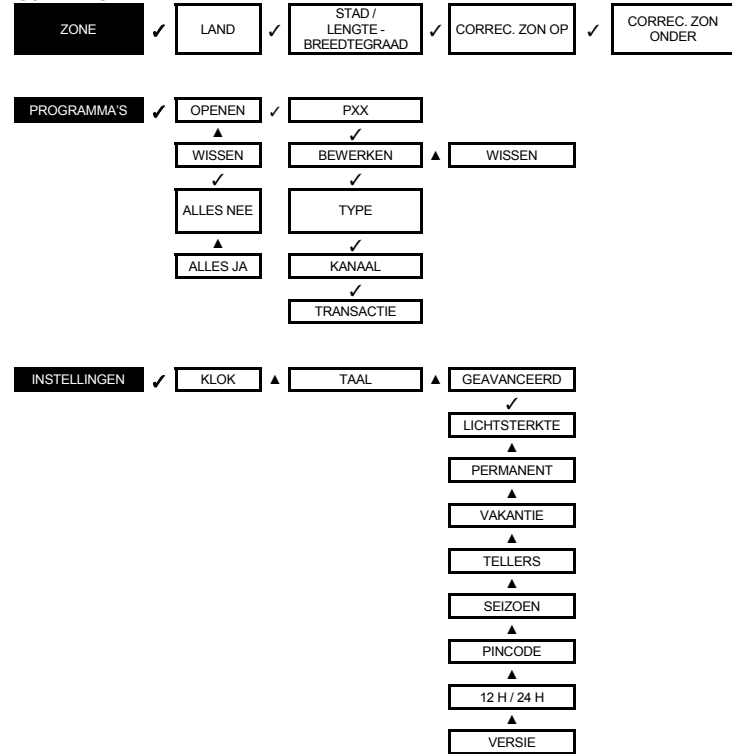 ZONE ✓ LAND ✓ STAD / LENGTE - BREEDTEGRAAD ✓ CORREC. ZON OP ✓ CORREC. ZON ONDER
PROGRAMMA'S ✓ OPENEN ✓ PXX
▲ ✓
WISSEN BEWERKEN ▲ WISSEN
✓ ✓
ALLES NEE TYPE
▲ ✓
ALLES JA KANAAL
✓
TRANSACTIE
INSTELLINGEN ✓ KLOK ▲ TAAL ▲ GEAVANCEERD
✓
LICHTSTERKTE
▲
PERMANENT
▲
VAKANTIE
▲
TELLERS
▲
SEIZOEN
▲
PINCODE
▲
12 H / 24 H
▲
VERSIE